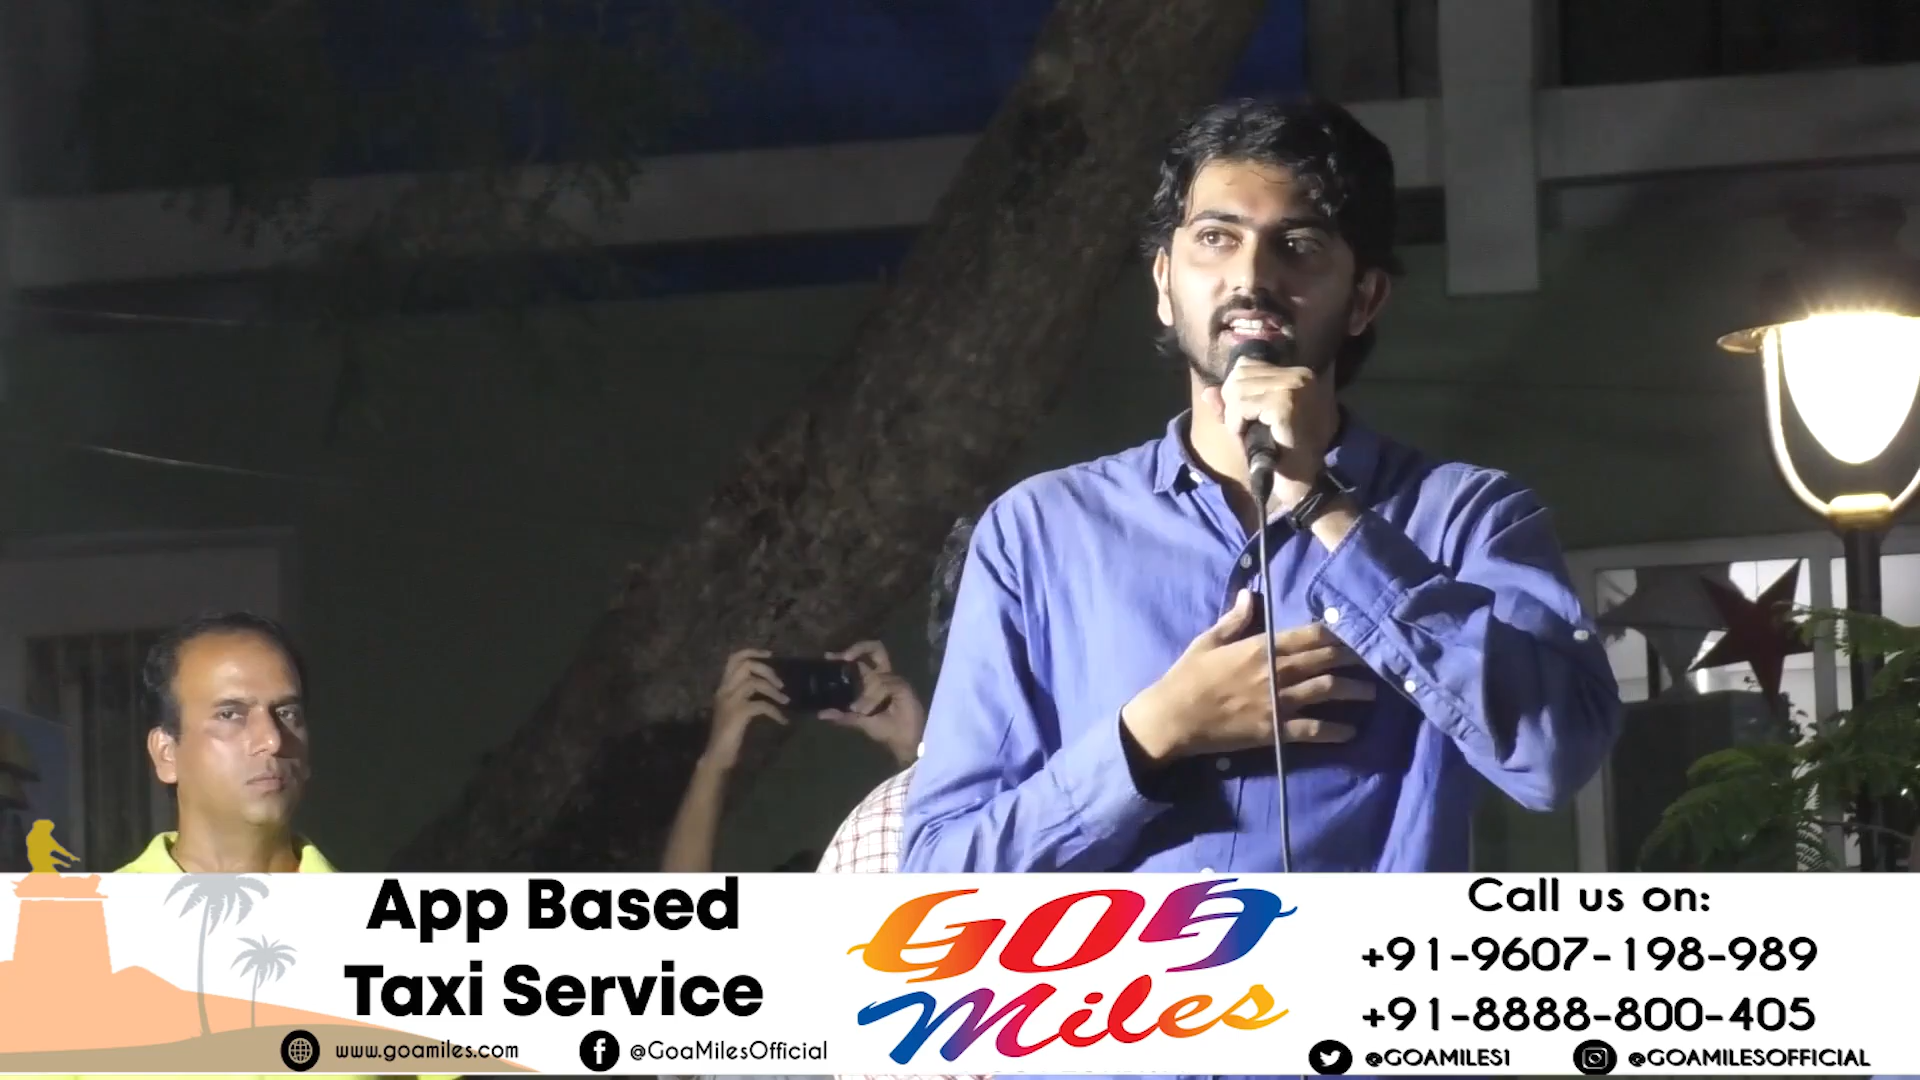 App Based
Taxi Service
www.goamiles.com
@GoaMilesOfficial
GOA
Miles
Call us on:
+91-9607-198-989
+91-8888-800-405
@GOAMILES1
@GOAMILESOFFICIAL